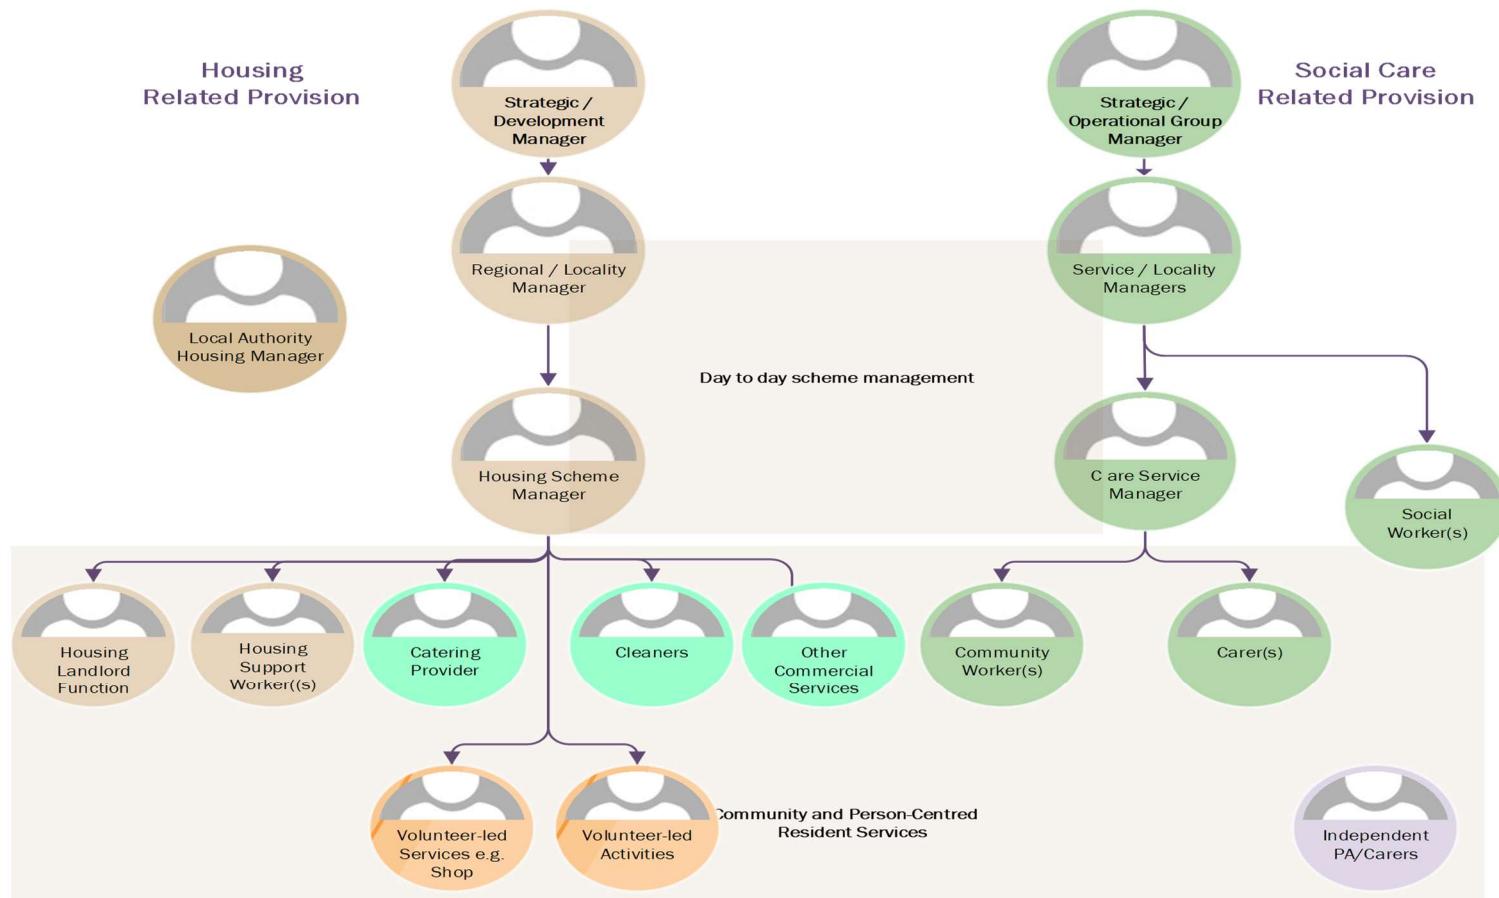 Housing
Related Provision
Strategic /
Development
Manager
Strategic /
Operational Group
Manager
Social Care
Related Provision
Regional / Locality
Manager
Service / Locality
Managers
Local Authority
Housing Manager
Day to day scheme management
Housing Scheme
Manager
C are Service
Manager
Social
Worker(s)
Housing
Landlord
Function
Housing
Support
Worker((s)
Catering
Provider
Cleaners
Other
Commercial
Services
Community
Worker(s)
Carer(s)
Volunteer-led
Services e.g.
Shop
Volunteer-led
Activities
Community and Person-Centred
Resident Services
Independent
PA/Carers